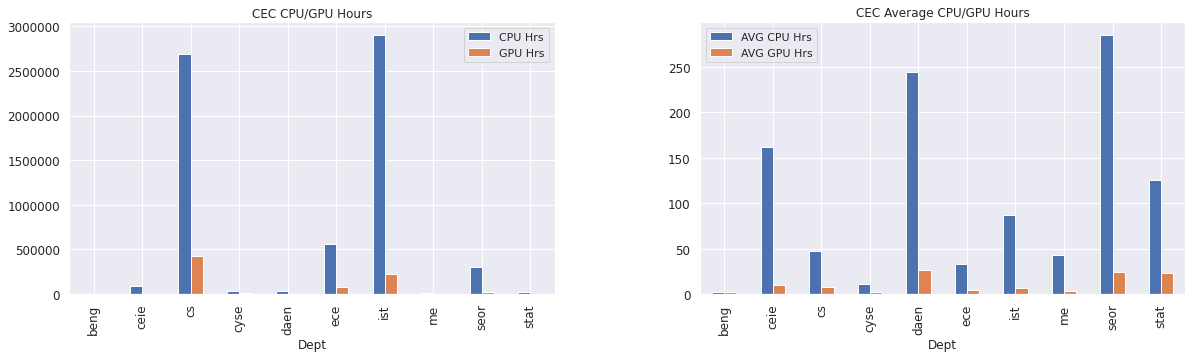 CEC CPU/GPU Hours
CPU Hrs
GPU Hrs
3000000
2500000
2000000
1500000
1000000
500000
0
beng
ceie
cs
cyse
daen
ece
ist
me
seor
stat
Dept
CEC Average CPU/GPU Hours
AVG CPU Hrs
AVG GPU Hrs
250
200
150
100
50
0
beng
ceie
cs
cyse
daen
ece
ist
me
seor
stat
Dept